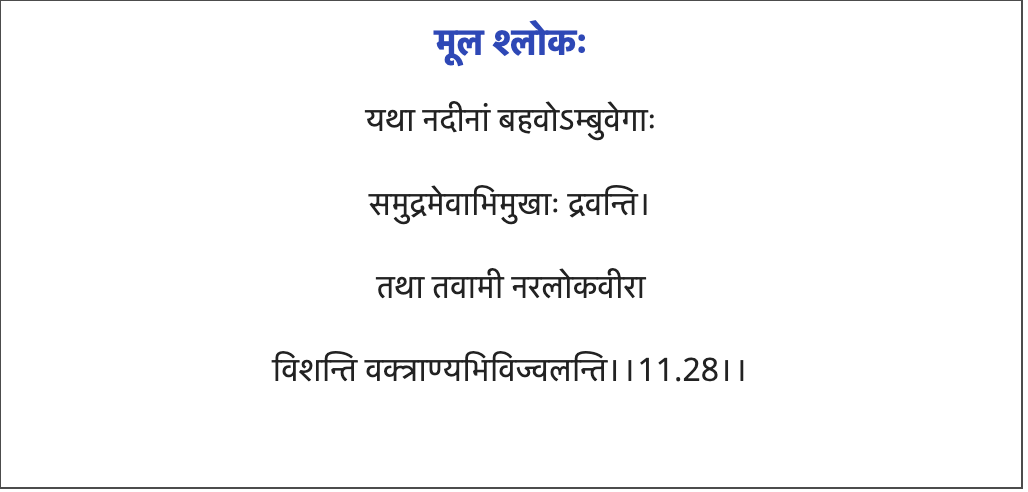 मूल श्लोकः
यथा नदीनां बहवोऽम्बुवेगाः
समुद्रमेवाभिमुखाः द्रवन्ति।
तथा तवामी नरलोकवीरा
विशन्ति वक्त्राण्यभिविज्वलन्ति।।11.28।।